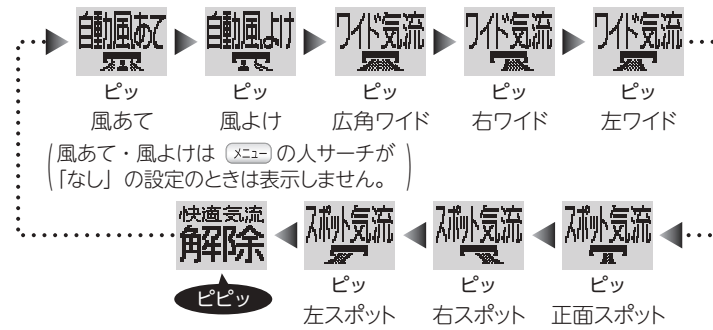 自動風あて 自動風よけ ワイド気流 ワイド気流 ワイド気流
ピッ ピッ ピッ ピッ ピッ
風あて 風よけ 広角ワイド 右ワイド 左ワイド
風あて・風よけは メニュー の人サーチが
「なし」の設定のときは表示しません。
快適気流
解除 スポット気流 スポット気流 スポット気流
ピピッ ピッ ピッ ピッ
左スポット 右スポット 正面スポット